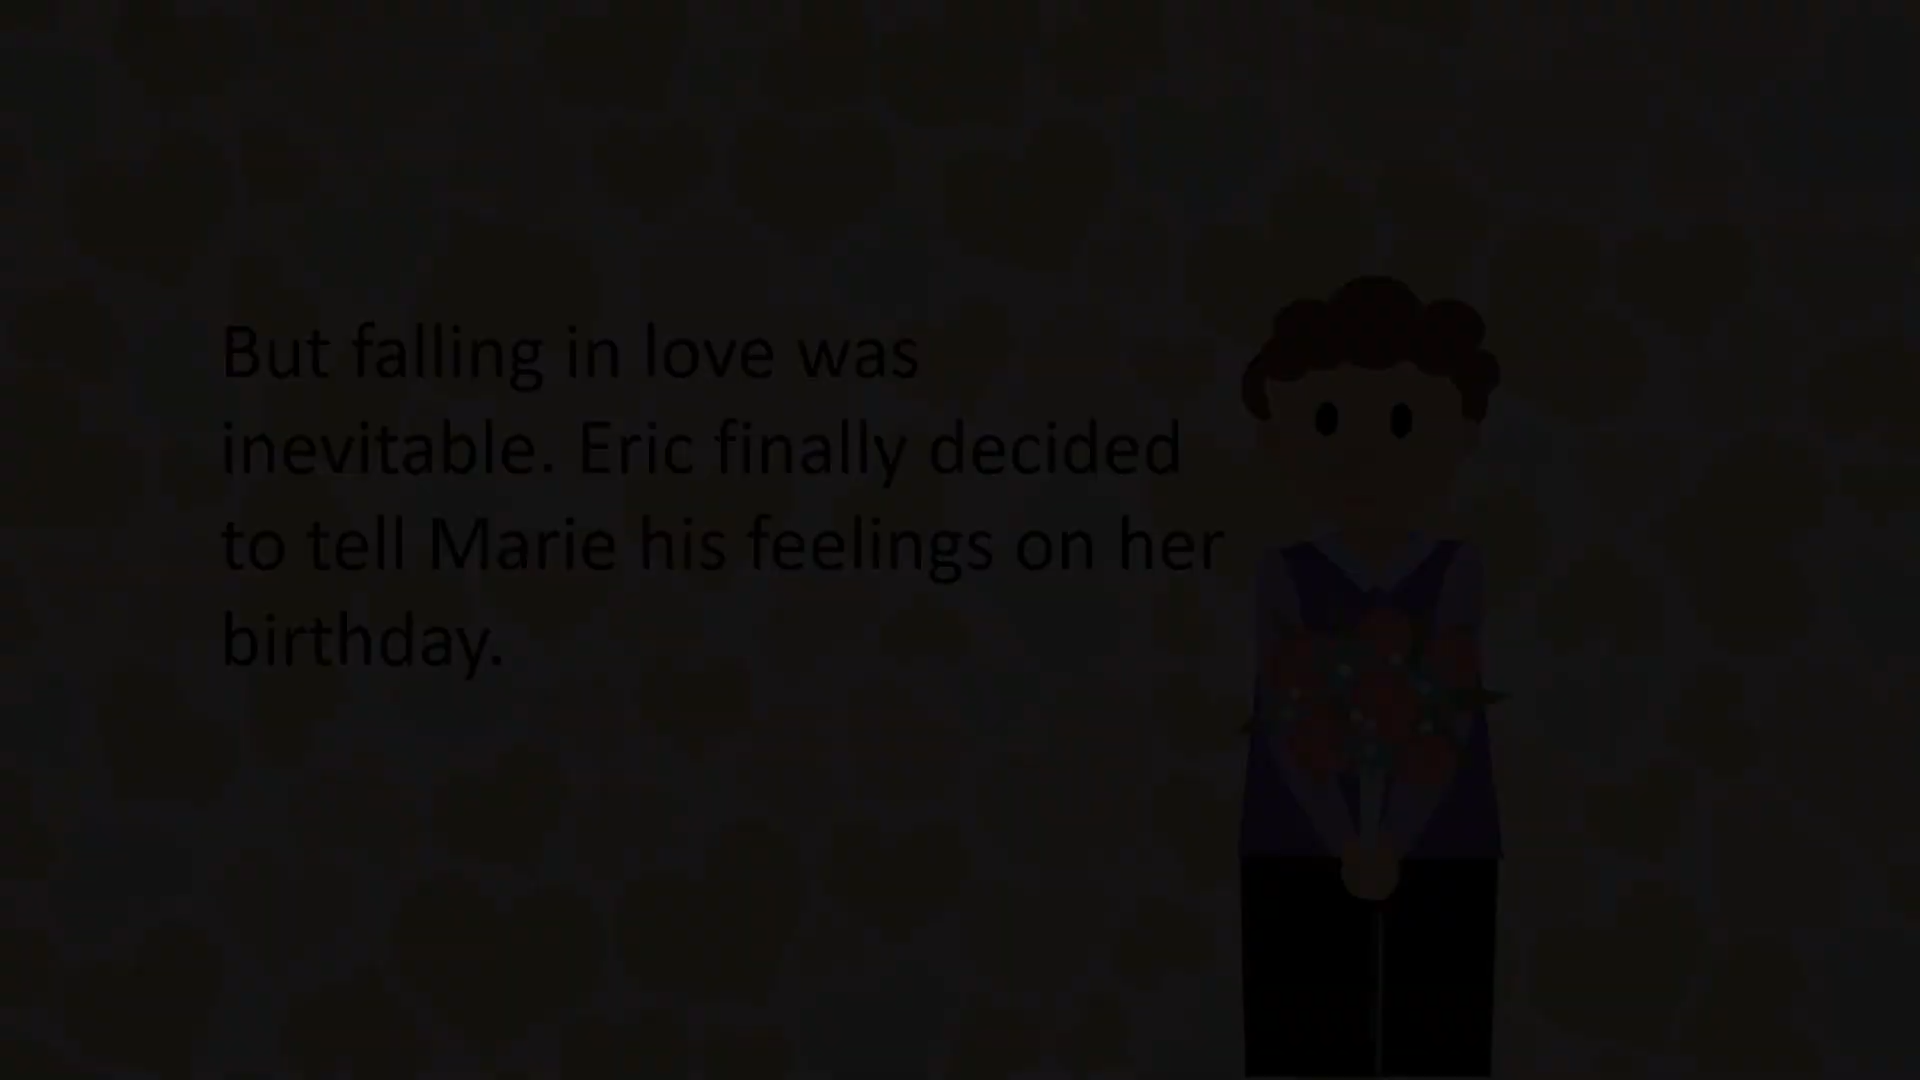 But falling in love was
inevitable. Eric finally decided
to tell Marie his feelings on her
birthday.